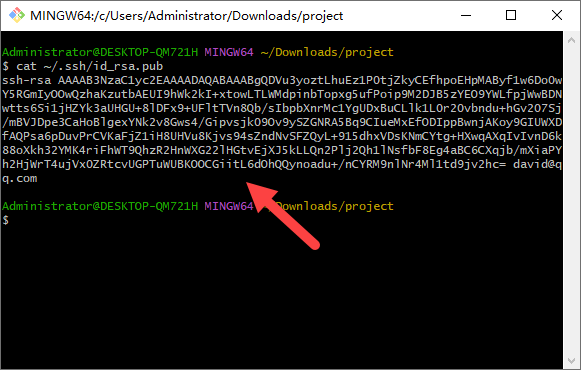 MINGW64:/c/Users/Administrator/Downloads/project
Administrator@DESKTOP-QM721H MINGW64 ~/Downloads/project
$ cat ~/.ssh/id_rsa.pub
ssh-rsa AAAAB3NzaC1yc2EAAAADAQABAAABgQDVu3yoztLhuEz1POtjZkyCEfhpoEHpMAByf1w6DoOw
Y5RGmIyOOwQzhaKzutbAEUI9hWk2kI+xtowLTLWMdpinbTopxg5ufPoip9M2DJB5zYEO9YWLfpjWwBDN
wtts6Si1jHZYk3aUHGU+8lDFx9+UFltTVn8Qb/sIbpbXnrMc1YgUDxBuCLlk1LOr2Ovbndu+hGv2O7Sj
/mBVJDpe3CaHoBlgexYNk2v8Gws4/Gipvsjk09Ov9ySZGNRA5Bq9CIueMxEfODIppBwnjAKoy9GIUWXD
fAQPsa6pDuvPrCVKaFjZ1iH8UHVu8Kjvs94sZndNvSFZQyL+915dhxVDsKNmCYtg+HXwqAXqIvIvnD6k
88oXkh32YMK4riFhWT9QhzR2HnWXG22lHGtvEjXJ5kLLQn2Plj2Qh1lNsfbF8Eg4aBC6CXqjb/mXiaPY
h2HjWrT4ujVxOZRtcvUGPTuWUBKOOCGiitL6dOhQQynoadu+/nCYRM9nlNr4Ml1td9jv2hc= david@q
q.com
Administrator@DESKTOP-QM721H MINGW64 /Downloads/project
$